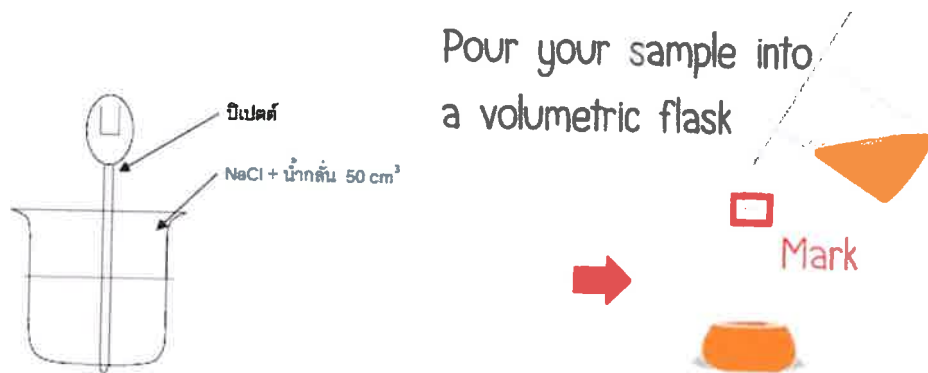 ปิเปตต์
NaCl + น้ำกลั่น 50 cm³
Pour your sample into
a volumetric flask
Mark